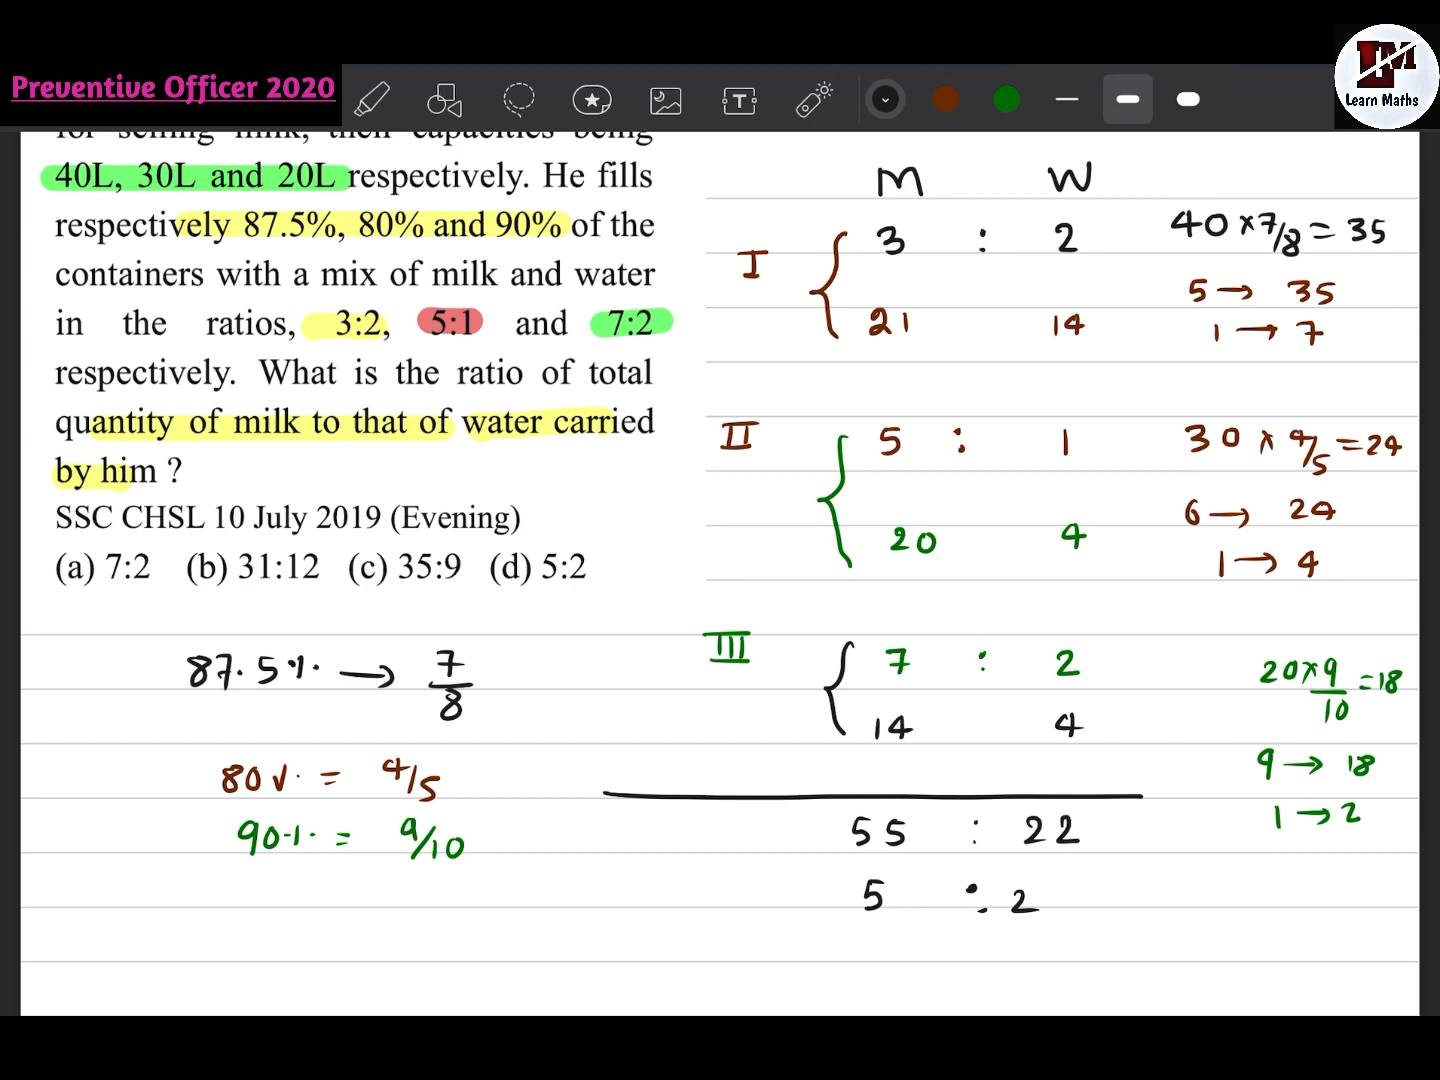 Preventive Officer 2020
T
Learn Maths
for selling milk, their capacities being
40L, 30L and 20L respectively. He fills
respectively 87.5%, 80% and 90% of the
containers with a mix of milk and water
in the ratios, 3:2, 5:1 and 7:2
respectively. What is the ratio of total
quantity of milk to that of water carried
by him ?
SSC CHSL 10 July 2019 (Evening)
(a) 7:2 (b) 31:12 (c) 35:9 (d) 5:2
87.5% → 7/8
80% = 4/5
90% = 9/10
M W
I 3 : 2 40 × 7/8 = 35
5 → 35
21 14 1 → 7
II 5 : 1 30 × 4/5 = 24
6 → 24
20 4
1 → 4
III 7 : 2 20×9/10 = 18
14 4
9 → 18
1 → 2
55 : 22
5 : 2